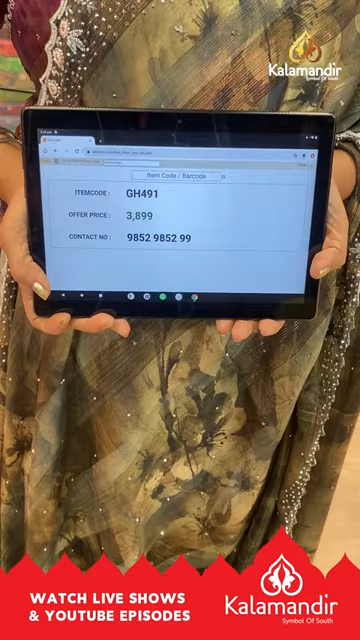 Kalamandir
Symbol Of South
Item Code / Barcode
ITEMCODE : GH491
OFFER PRICE : 3,899
CONTACT NO : 9852 9852 99
WATCH LIVE SHOWS
& YOUTUBE EPISODES
Kalamandir
Symbol Of South